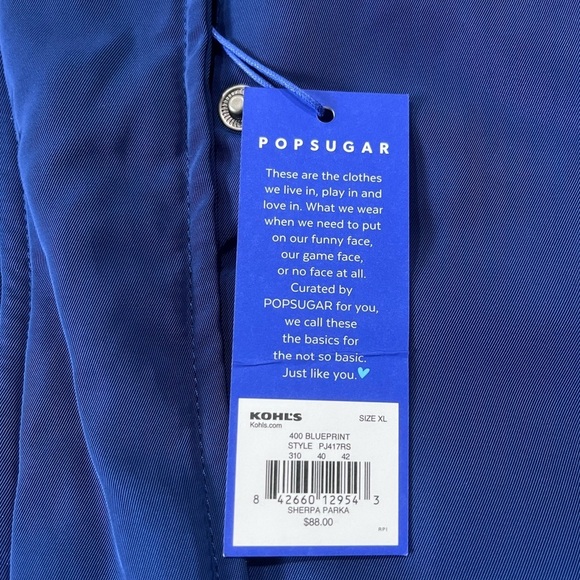 POPSUGAR
These are the clothes
we live in, play in and
love in. What we wear
when we need to put
on our funny face,
our game face,
or no face at all.
Curated by
POPSUGAR for you,
we call these
the basics for
the not so basic.
Just like you.
KOHL'S SIZE XL
Kohls.com
400 BLUEPRINT
STYLE PJ417RS
310 40 42
8 42660 12954 3
SHERPA PARKA
$88.00
RPI